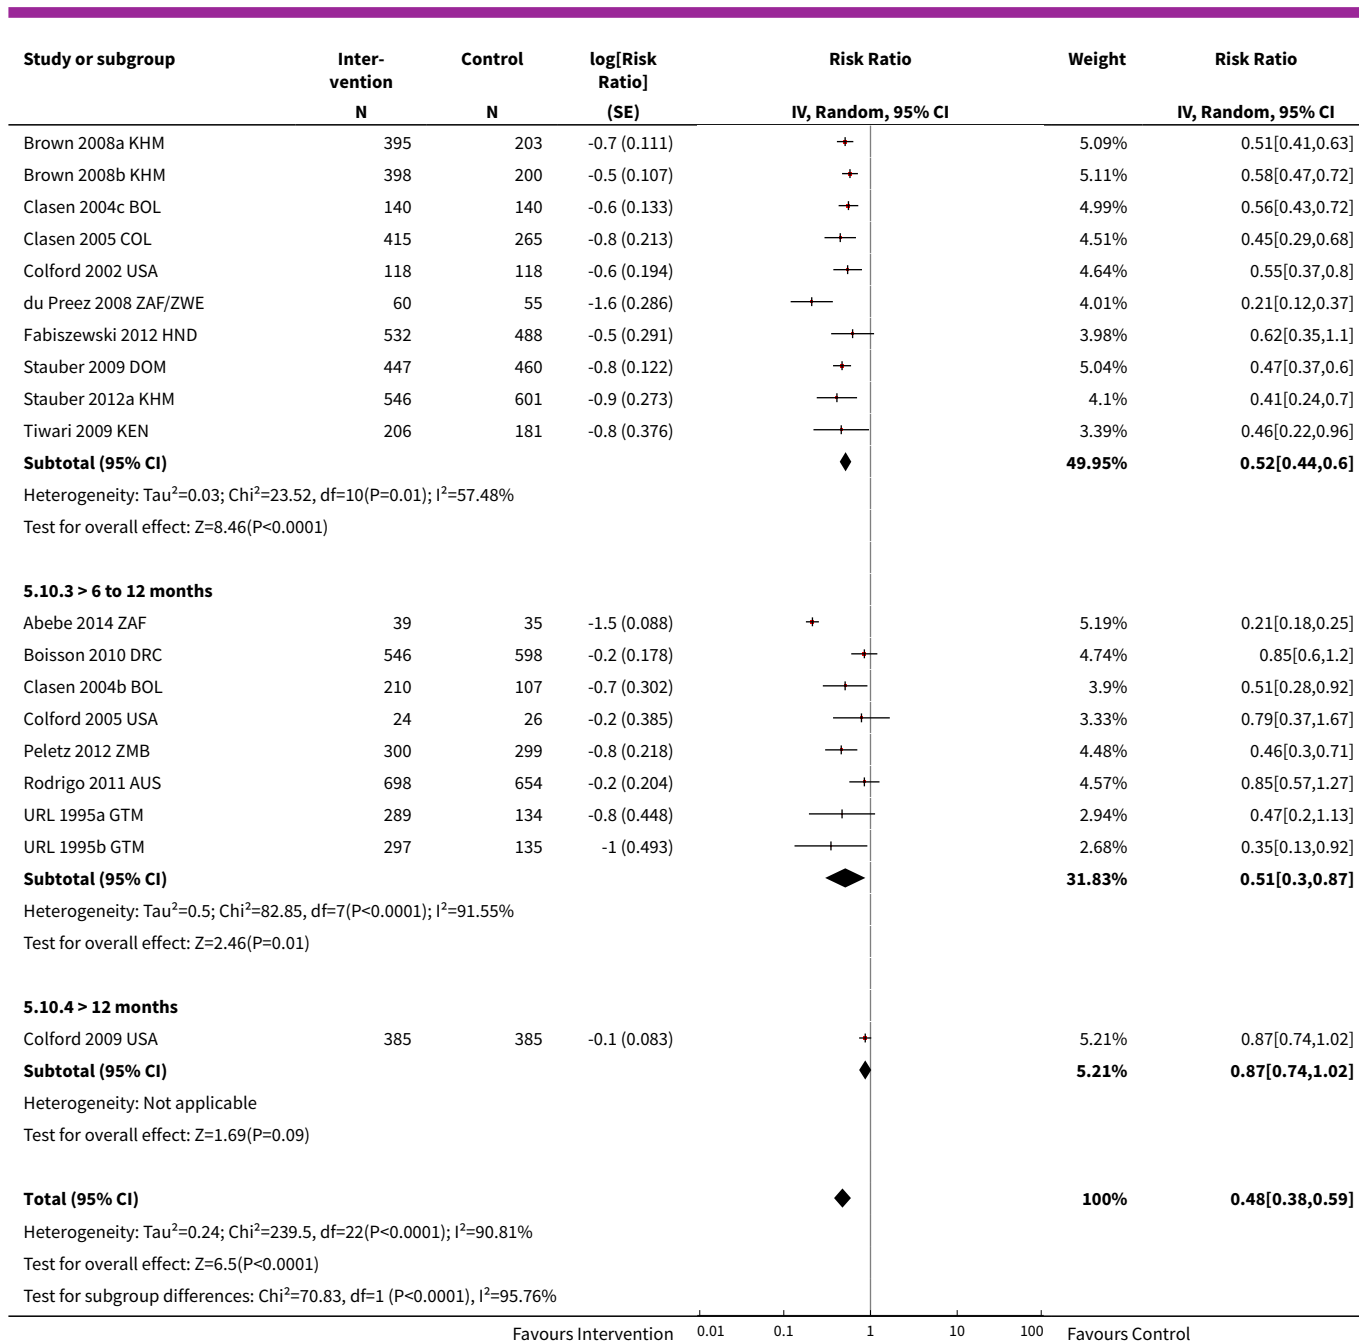 Study or subgroup Inter- Control log[Risk Risk Ratio Weight Risk Ratio
vention Ratio]
N N (SE) IV, Random, 95% CI IV, Random, 95% CI
Brown 2008a KHM 395 203 -0.7 (0.111) 5.09% 0.51[0.41,0.63]
Brown 2008b KHM 398 200 -0.5 (0.107) 5.11% 0.58[0.47,0.72]
Clasen 2004c BOL 140 140 -0.6 (0.133) 4.99% 0.56[0.43,0.72]
Clasen 2005 COL 415 265 -0.8 (0.213) 4.51% 0.45[0.29,0.68]
Colford 2002 USA 118 118 -0.6 (0.194) 4.64% 0.55[0.37,0.8]
du Preez 2008 ZAF/ZWE 60 55 -1.6 (0.286) 4.01% 0.21[0.12,0.37]
Fabiszewski 2012 HND 532 488 -0.5 (0.291) 3.98% 0.62[0.35,1.1]
Stauber 2009 DOM 447 460 -0.8 (0.122) 5.04% 0.47[0.37,0.6]
Stauber 2012a KHM 546 601 -0.9 (0.273) 4.1% 0.41[0.24,0.7]
Tiwari 2009 KEN 206 181 -0.8 (0.376) 3.39% 0.46[0.22,0.96]
Subtotal (95% CI) 49.95% 0.52[0.44,0.6]
Heterogeneity: Tau²=0.03; Chi²=23.52, df=10(P=0.01); I²=57.48%
Test for overall effect: Z=8.46(P<0.0001)
5.10.3 > 6 to 12 months
Abebe 2014 ZAF 39 35 -1.5 (0.088) 5.19% 0.21[0.18,0.25]
Boisson 2010 DRC 546 598 -0.2 (0.178) 4.74% 0.85[0.6,1.2]
Clasen 2004b BOL 210 107 -0.7 (0.302) 3.9% 0.51[0.28,0.92]
Colford 2005 USA 24 26 -0.2 (0.385) 3.33% 0.79[0.37,1.67]
Peletz 2012 ZMB 300 299 -0.8 (0.218) 4.48% 0.46[0.3,0.71]
Rodrigo 2011 AUS 698 654 -0.2 (0.204) 4.57% 0.85[0.57,1.27]
URL 1995a GTM 289 134 -0.8 (0.448) 2.94% 0.47[0.2,1.13]
URL 1995b GTM 297 135 -1 (0.493) 2.68% 0.35[0.13,0.92]
Subtotal (95% CI) 31.83% 0.51[0.3,0.87]
Heterogeneity: Tau²=0.5; Chi²=82.85, df=7(P<0.0001); I²=91.55%
Test for overall effect: Z=2.46(P=0.01)
5.10.4 > 12 months
Colford 2009 USA 385 385 -0.1 (0.083) 5.21% 0.87[0.74,1.02]
Subtotal (95% CI) 5.21% 0.87[0.74,1.02]
Heterogeneity: Not applicable
Test for overall effect: Z=1.69(P=0.09)
Total (95% CI) 100% 0.48[0.38,0.59]
Heterogeneity: Tau²=0.24; Chi²=239.5, df=22(P<0.0001); I²=90.81%
Test for overall effect: Z=6.5(P<0.0001)
Test for subgroup differences: Chi²=70.83, df=1 (P<0.0001), I²=95.76%
Favours Intervention 0.01 0.1 1 10 100 Favours Control